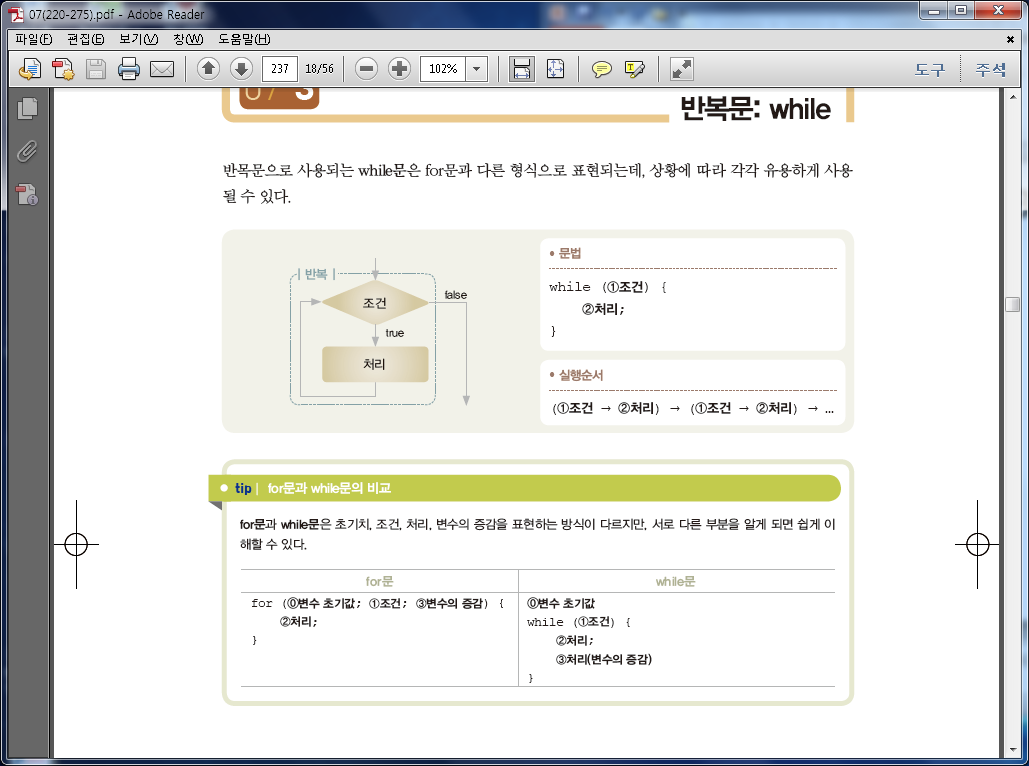 07(220-275).pdf - Adobe Reader
파일(F) 편집(E) 보기(V) 창(W) 도움말(H)
237 18/56 102% 도구 주석
07 3
반복문: while
반목문으로 사용되는 while문은 for문과 다른 형식으로 표현되는데, 상황에 따라 각각 유용하게 사용
될 수 있다.
| 반복 |
조건
false
true
처리
• 문법
while (①조건) {
②처리;
}
• 실행순서
(①조건 → ②처리) → (①조건 → ②처리) → …
tip | for문과 while문의 비교
for문과 while문은 초기치, 조건, 처리, 변수의 증감을 표현하는 방식이 다르지만, 서로 다른 부분을 알게 되면 쉽게 이
해할 수 있다.
for문
for (⓪변수 초기값; ①조건; ③변수의 증감) {
②처리;
}
while문
⓪변수 초기값
while (①조건) {
②처리;
③처리(변수의 증감)
}